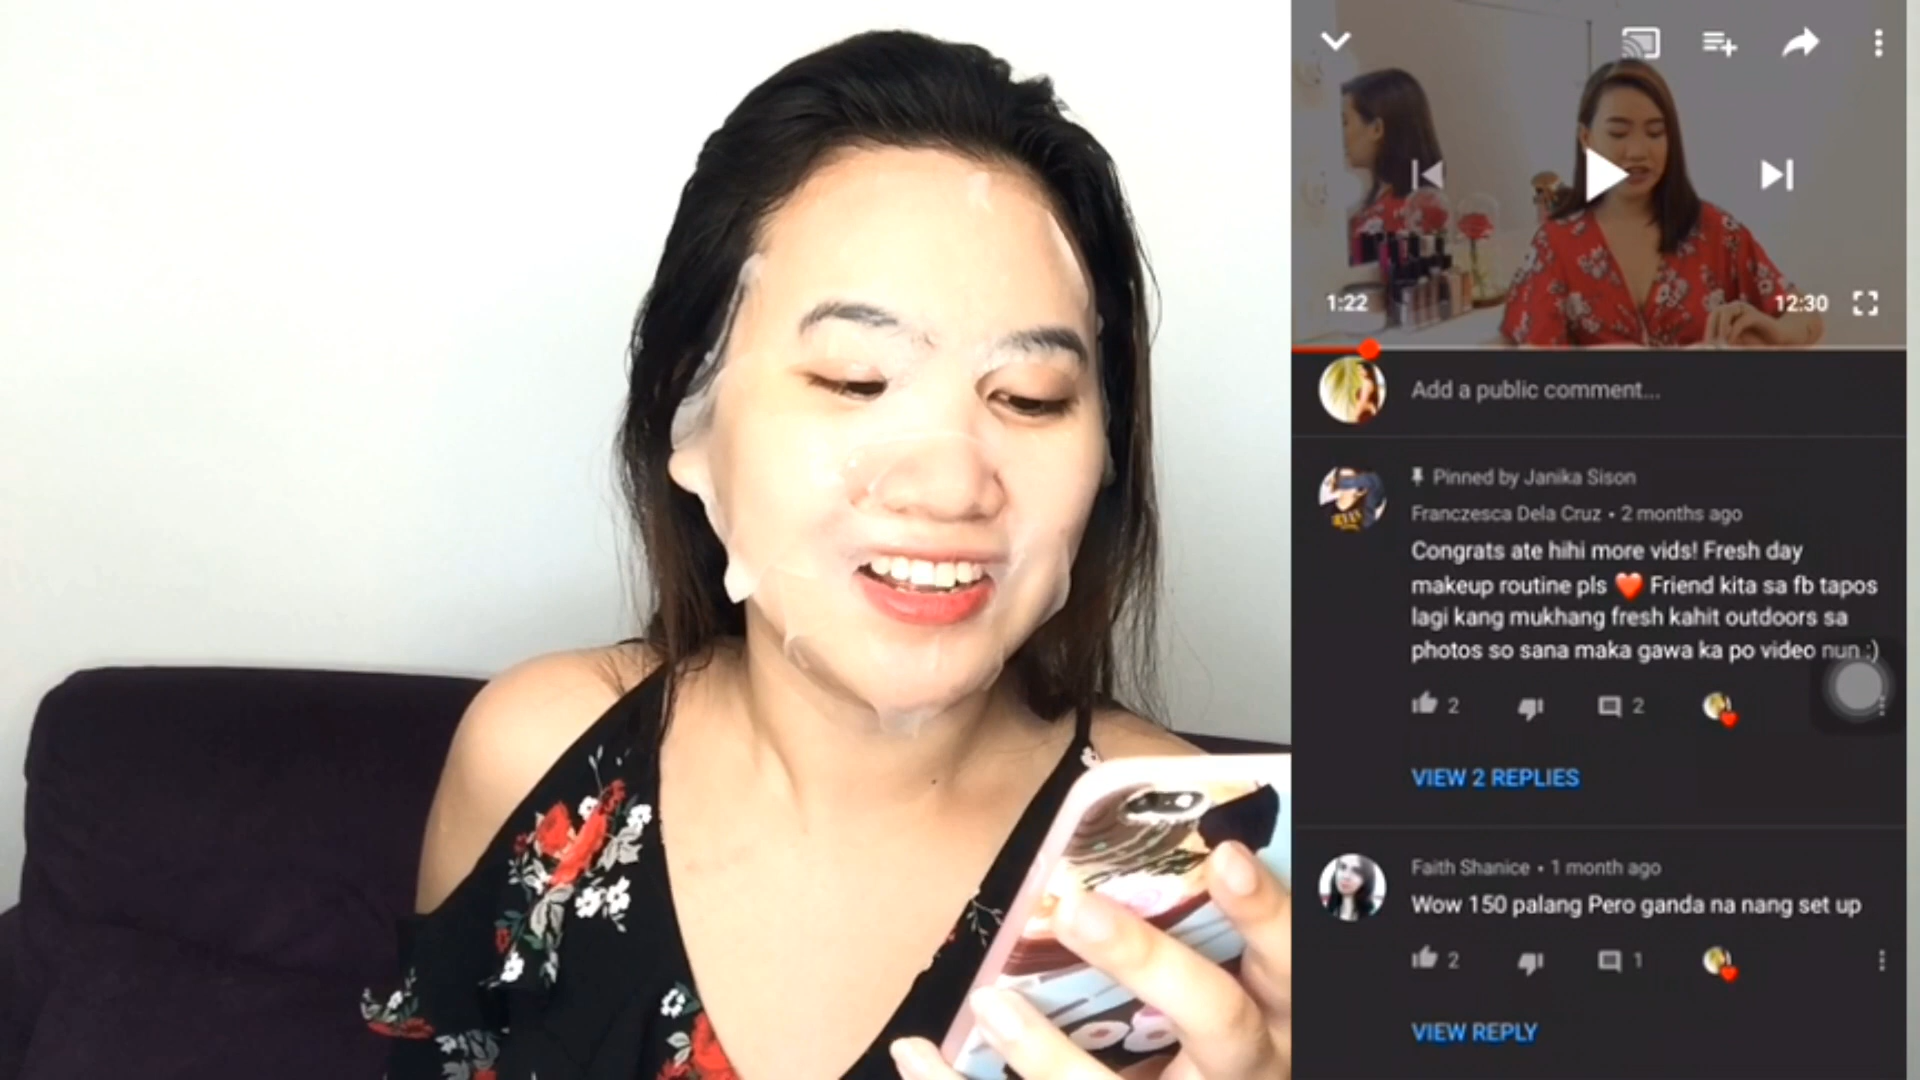 1:22
12:30
Add a public comment...
Pinned by Janika Sison
Franczesca Dela Cruz • 2 months ago
Congrats ate hihi more vids! Fresh day
makeup routine pls ❤️ Friend kita sa fb tapos
lagi kang mukhang fresh kahit outdoors sa
photos so sana maka gawa ka po video nun :)
2
2
VIEW 2 REPLIES
Faith Shanice • 1 month ago
Wow 150 palang Pero ganda na nang set up
2
1
VIEW REPLY